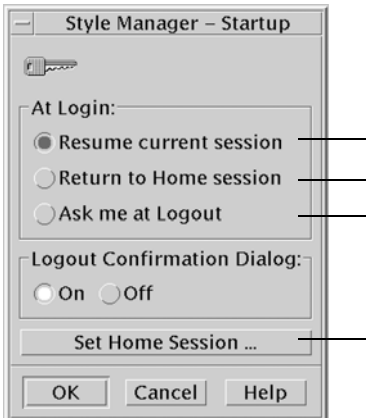 Style Manager – Startup
At Login:
Resume current session
Return to Home session
Ask me at Logout
Logout Confirmation Dialog:
On Off
Set Home Session ...
OK Cancel Help